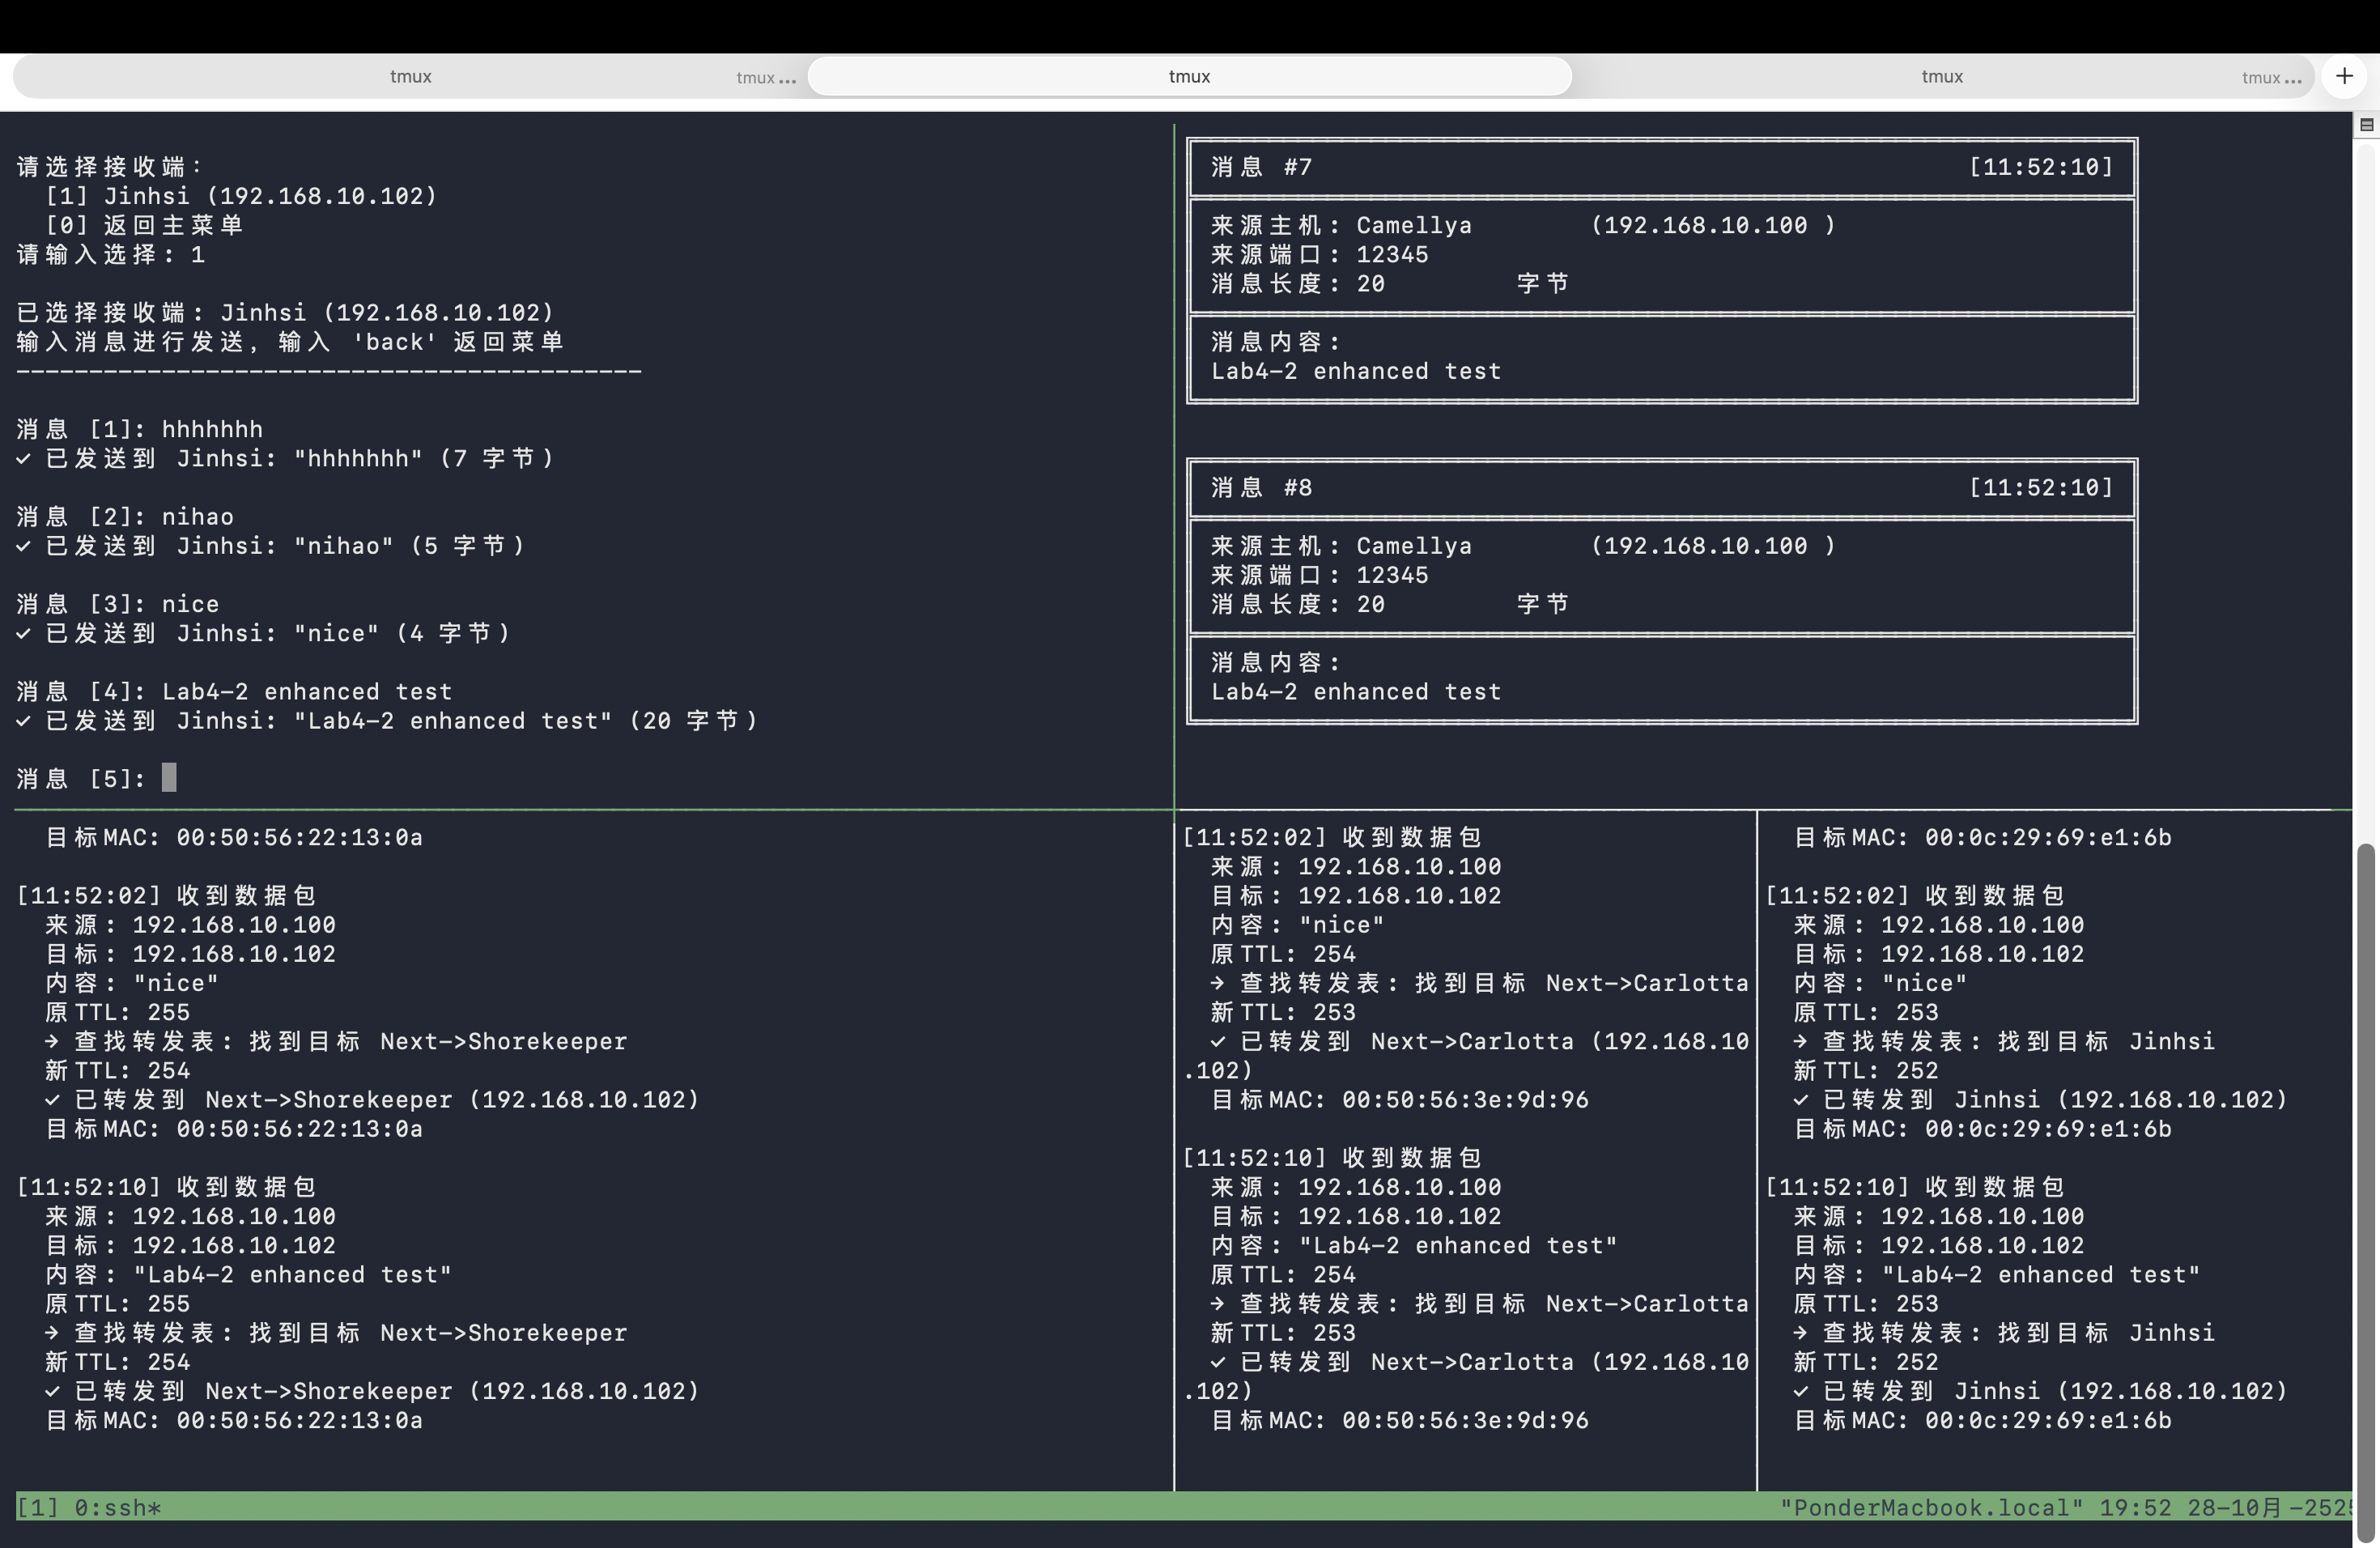 tmux
tmux...
tmux
tmux
tmux...
+
请选择接收端：
[1] Jinhsi (192.168.10.102)
[0] 返回主菜单
请输入选择: 1
已选择接收端: Jinhsi (192.168.10.102)
输入消息进行发送, 输入 'back' 返回菜单
-------------------------------------------
消息 [1]: hhhhhhh
✓ 已发送到 Jinhsi: "hhhhhhh" (7 字节)
消息 [2]: nihao
✓ 已发送到 Jinhsi: "nihao" (5 字节)
消息 [3]: nice
✓ 已发送到 Jinhsi: "nice" (4 字节)
消息 [4]: Lab4-2 enhanced test
✓ 已发送到 Jinhsi: "Lab4-2 enhanced test" (20 字节)
消息 [5]:
消息 #7 [11:52:10]
来源主机: Camellya (192.168.10.100 )
来源端口: 12345
消息长度: 20 字节
消息内容:
Lab4-2 enhanced test
消息 #8 [11:52:10]
来源主机: Camellya (192.168.10.100 )
来源端口: 12345
消息长度: 20 字节
消息内容:
Lab4-2 enhanced test
目标MAC: 00:50:56:22:13:0a
[11:52:02] 收到数据包
来源: 192.168.10.100
目标: 192.168.10.102
内容: "nice"
原TTL: 255
→ 查找转发表: 找到目标 Next->Shorekeeper
新TTL: 254
✓ 已转发到 Next->Shorekeeper (192.168.10.102)
目标MAC: 00:50:56:22:13:0a
[11:52:10] 收到数据包
来源: 192.168.10.100
目标: 192.168.10.102
内容: "Lab4-2 enhanced test"
原TTL: 255
→ 查找转发表: 找到目标 Next->Shorekeeper
新TTL: 254
✓ 已转发到 Next->Shorekeeper (192.168.10.102)
目标MAC: 00:50:56:22:13:0a
[11:52:02] 收到数据包
来源: 192.168.10.100
目标: 192.168.10.102
内容: "nice"
原TTL: 254
→ 查找转发表: 找到目标 Next->Carlotta
新TTL: 253
✓ 已转发到 Next->Carlotta (192.168.10
.102)
目标MAC: 00:50:56:3e:9d:96
[11:52:10] 收到数据包
来源: 192.168.10.100
目标: 192.168.10.102
内容: "Lab4-2 enhanced test"
原TTL: 254
→ 查找转发表: 找到目标 Next->Carlotta
新TTL: 253
✓ 已转发到 Next->Carlotta (192.168.10
.102)
目标MAC: 00:50:56:3e:9d:96
目标MAC: 00:0c:29:69:e1:6b
[11:52:02] 收到数据包
来源: 192.168.10.100
目标: 192.168.10.102
内容: "nice"
原TTL: 253
→ 查找转发表: 找到目标 Jinhsi
新TTL: 252
✓ 已转发到 Jinhsi (192.168.10.102)
目标MAC: 00:0c:29:69:e1:6b
[11:52:10] 收到数据包
来源: 192.168.10.100
目标: 192.168.10.102
内容: "Lab4-2 enhanced test"
原TTL: 253
→ 查找转发表: 找到目标 Jinhsi
新TTL: 252
✓ 已转发到 Jinhsi (192.168.10.102)
目标MAC: 00:0c:29:69:e1:6b
[1] 0:ssh* "PonderMacbook.local" 19:52 28-10月-252